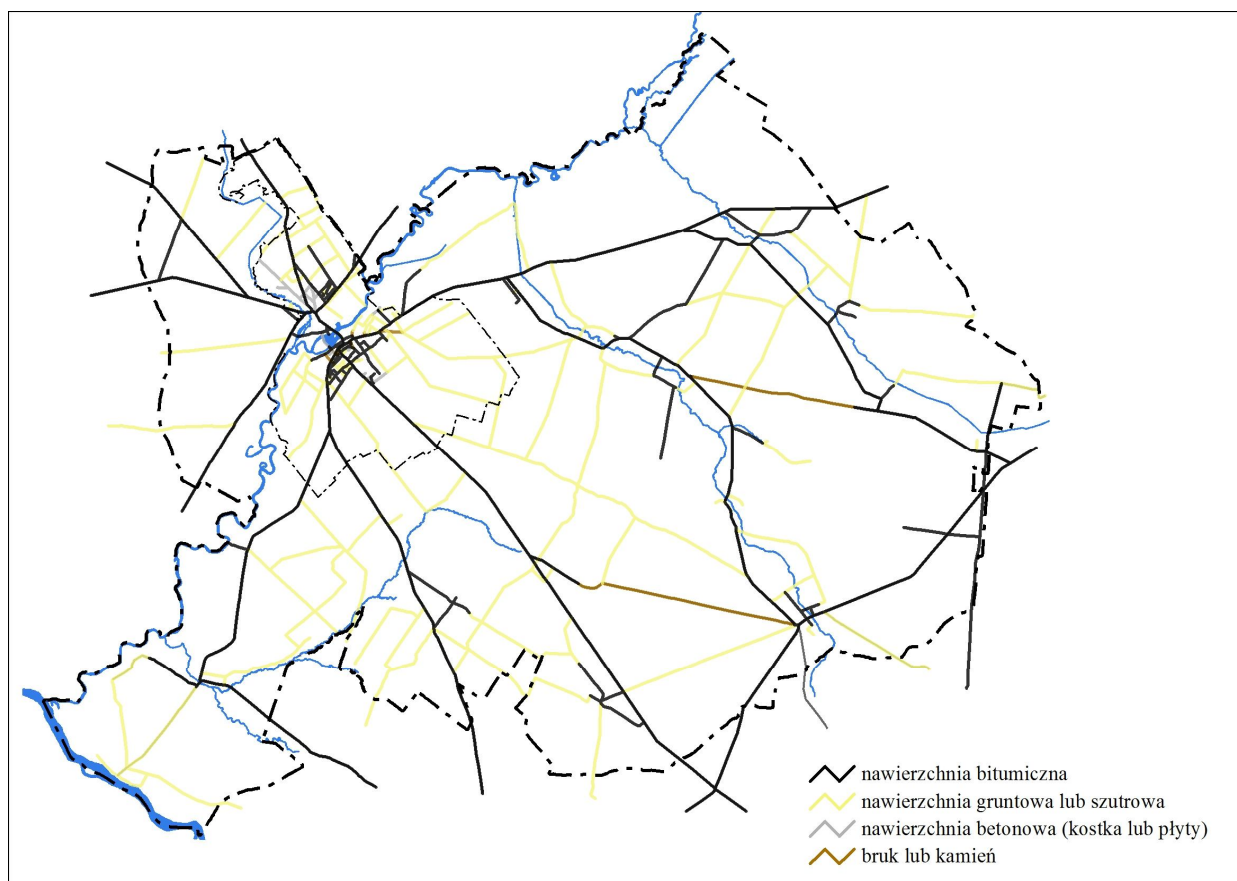 nawierzchnia bitumiczna
nawierzchnia gruntowa lub szutrowa
nawierzchnia betonowa (kostka lub płyty)
bruk lub kamień